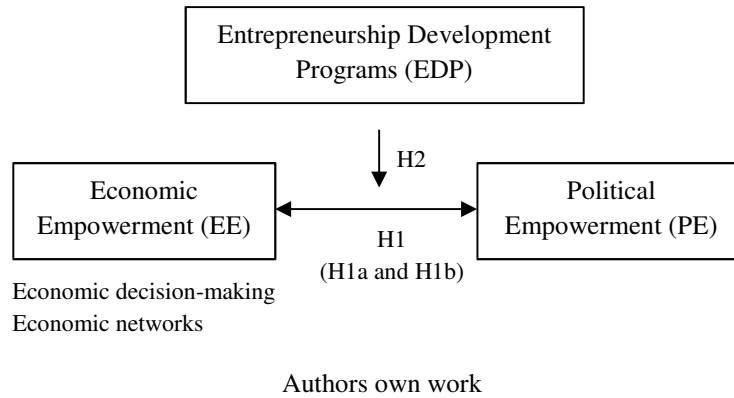 Entrepreneurship Development
Programs (EDP)
H2
Economic
Empowerment (EE)
Political
Empowerment (PE)
H1
(H1a and H1b)
Economic decision-making
Economic networks
Authors own work